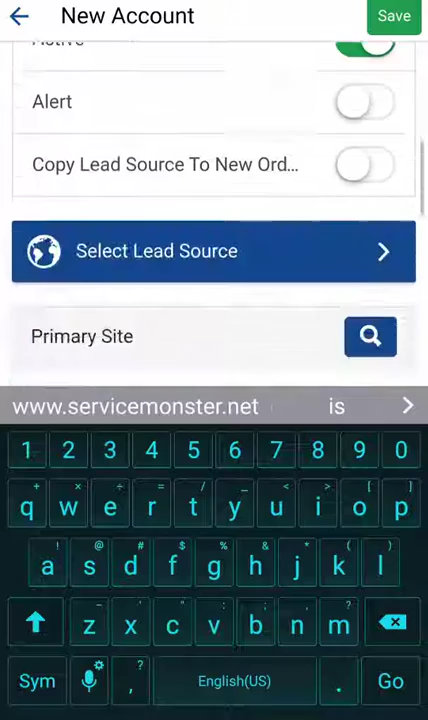 New Account
Save
Active
Alert
Copy Lead Source To New Ord...
Select Lead Source
Primary Site
www.servicemonster.net is
1 2 3 4 5 6 7 8 9 0
+ × ÷ = / _ < > [ ]
q w e r t y u i o p
! @ # $ % & * ( )
a s d f g h j k l
- ' " : ; , ?
z x c v b n m
Sym , ? English(US) . Go